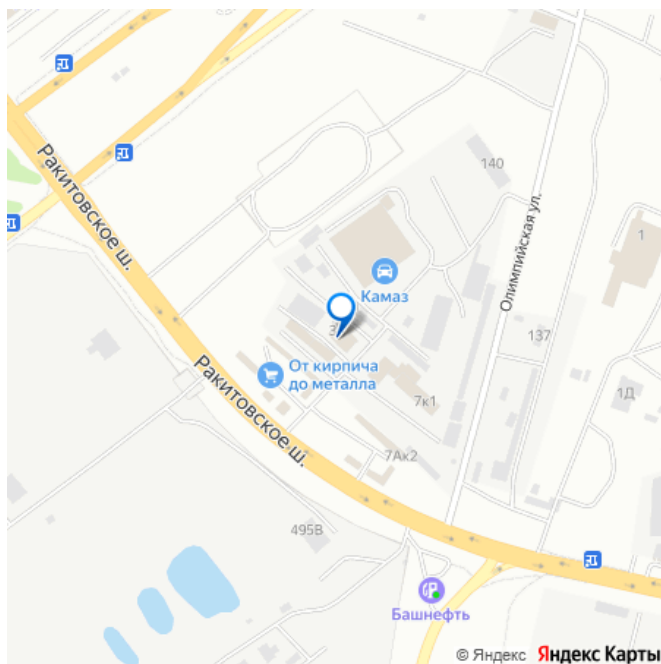 Ракитовское ш.
140
Олимпийская ул.
1
Камаз
3
137
От кирпича
до металла
Ракитовское ш.
7к1
1Д
7Ак2
495В
Башнефть
© Яндекс Яндекс Карты